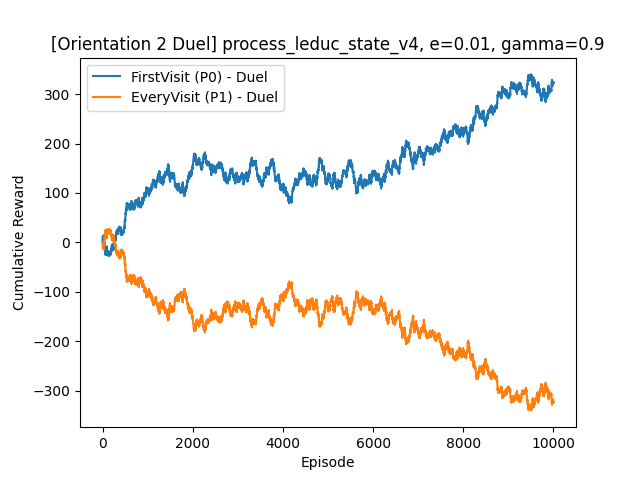 [Orientation 2 Duel] process_leduc_state_v4, e=0.01, gamma=0.9
FirstVisit (P0) - Duel
EveryVisit (P1) - Duel
Cumulative Reward
300
200
100
0
−100
−200
−300
0
2000
4000
6000
8000
10000
Episode